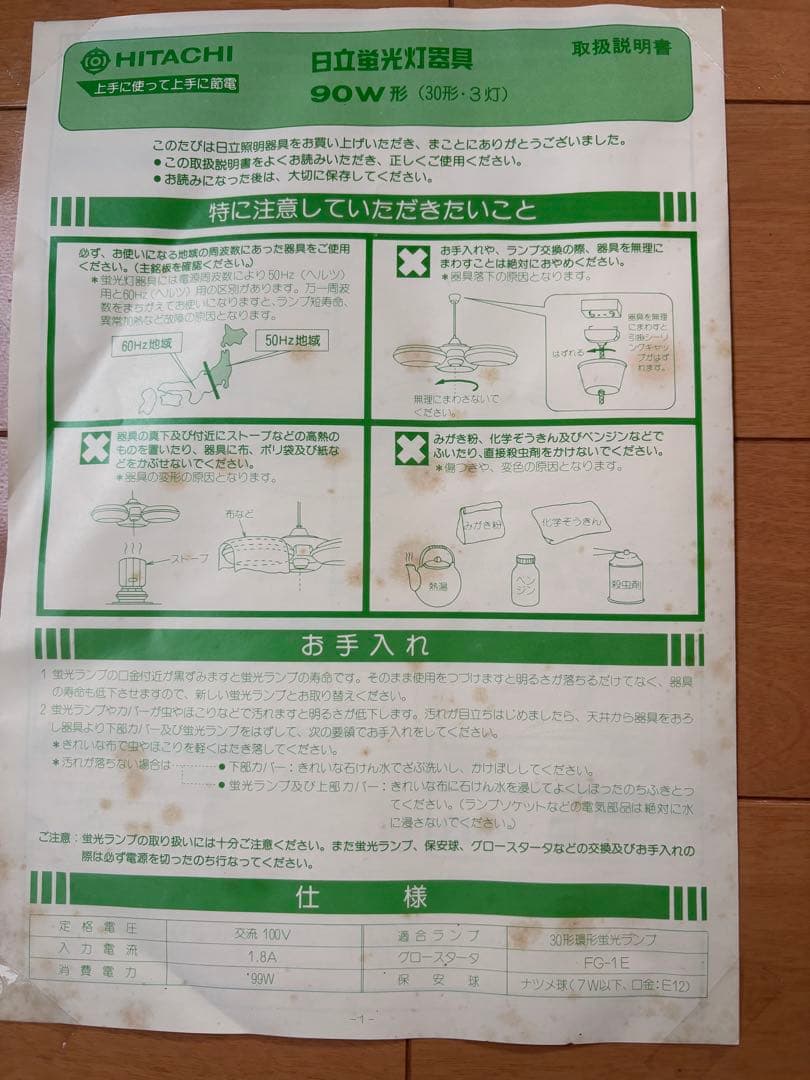 HITACHI
上手に使って上手に節電
日立蛍光灯器具
90W形(30形・3灯)
取扱説明書
このたびは日立照明器具をお買い上げいただき、まことにありがとうございました。
●この取扱説明書をよくお読みいただき、正しくご使用ください。
●お読みになった後は、大切に保存してください。
特に注意していただきたいこと
必ず、お使いになる地域の周波数にあった器具をご使用
ください。(主銘板を確認ください。)
*蛍光灯器具には電源周波数により50Hz(ヘルツ)
用と60Hz(ヘルツ)用の区別があります。万一周波
数をまちがえてお使いになりますと、ランプ短寿命、
異常加熱など故障の原因となります。
60Hz地域
50Hz地域
お手入れや、ランプ交換の際、器具を無理に
まわすことは絶対におやめください。
*器具落下の原因となります。
器具を無理
にまわすと
引掛シーリ
ングキャッ
プがはず
れます。
はずれる
無理にまわさないで
ください。
器具の真下及び付近にストーブなどの高熱の
ものを置いたり、器具に布、ポリ袋及び紙な
どをかぶせないでください。
*器具の変形の原因となります。
布など
ストーブ
みがき粉、化学ぞうきん及びベンジンなどで
ふいたり、直接殺虫剤をかけないでください。
*傷つきや、変色の原因となります。
みがき粉
化学ぞうきん
熱湯
ベン
ジン
殺虫剤
お手入れ
1 蛍光ランプの口金付近が黒ずみますと蛍光ランプの寿命です。そのまま使用をつづけますと明るさが落ちるだけでなく、器具
の寿命も低下させますので、新しい蛍光ランプとお取り替えください。
2 蛍光ランプやカバーが虫やほこりなどで汚れますと明るさが低下します。汚れが目立ちはじめましたら、天井から器具をおろ
し器具より下部カバー及び蛍光ランプをはずして、次の要領でお手入れをしてください。
*きれいな布で虫やほこりを軽くはたき落してください。
*汚れが落ちない場合は ●下部カバー:きれいな石けん水でざぶ洗いし、かげぼししてください。
●蛍光ランプ及び上部カバー:きれいな布に石けん水を浸してよくしぼったのちふきとっ
てください。(ランプソケットなどの電気部品は絶対に水
に浸さないでください。)
ご注意:蛍光ランプの取り扱いには十分ご注意ください。また蛍光ランプ、保安球、グロースタータなどの交換及びお手入れの
際は必ず電源を切ったのち行なってください。
仕様
定格電圧 交流100V 適合ランプ 30形環形蛍光ランプ
入力電流 1.8A グロースタータ FG-1E
消費電力 99W 保安球 ナツメ球(7W以下、口金:E12)
-1-